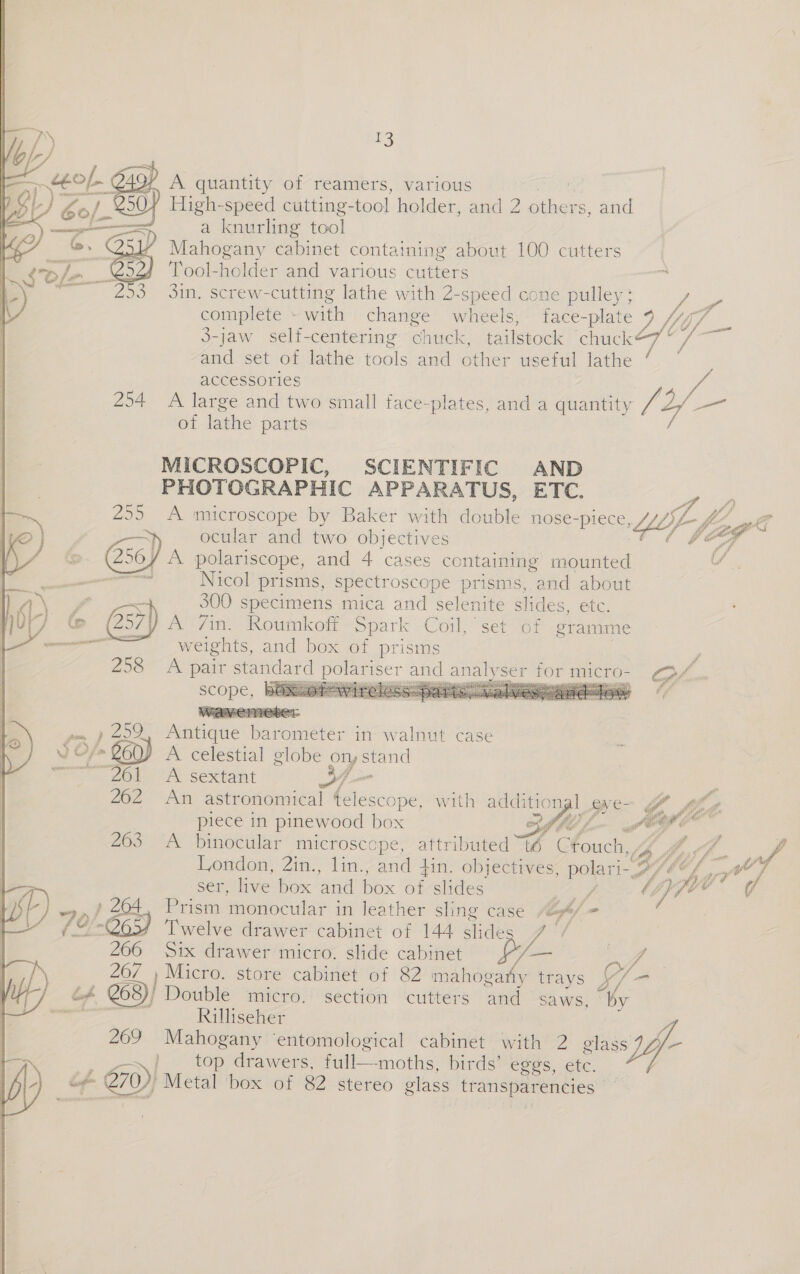 13
249 A quantity of reamers, various
250 High-speed cutting-tool holder, and 2 others, and
a knurling tool
251 Mahogany cabinet containing about 100 cutters
252 Tool-holder and various cutters
253 3in. screw-cutting lathe with 2-speed cone pulley;
complete with change wheels, face-plate
3-jaw self-centering chuck, tailstock chuck
and set of lathe tools and other useful lathe
accessories
254 A large and two small face-plates, and a quantity
of lathe parts
MICROSCOPIC, SCIENTIFIC AND
PHOTOGRAPHIC APPARATUS, ETC.
255 A microscope by Baker with double nose-piece,
ocular and two objectives
256 A polariscope, and 4 cases containing mounted
Nicol prisms, spectroscope prisms, and about
300 specimens mica and selenite slides, etc.
257 A 7in. Roumkoff Spark Coil, set of gramme
weights, and box of prisms
258 A pair standard polariser and analyser for micro-
scope, box of wireless parts, valves and low
wavemeter
259 Antique barometer in walnut case
260 A celestial globe on stand
261 A sextant
262 An astronomical telescope, with additional eye-
piece in pinewood box
263 A binocular microscope, attributed to Crouch,
London, 2in., 1in., and ¼in. objectives, polari-
ser, live box and box of slides
264 Prism monocular in leather sling case
265 Twelve drawer cabinet of 144 slides
266 Six drawer micro. slide cabinet
267 Micro. store cabinet of 82 mahogany trays
268 Double micro. section cutters and saws, by
Rilliseher
269 Mahogany entomological cabinet with 2 glass
top drawers, full—moths, birds' eggs, etc.
270 Metal box of 82 stereo glass transparencies